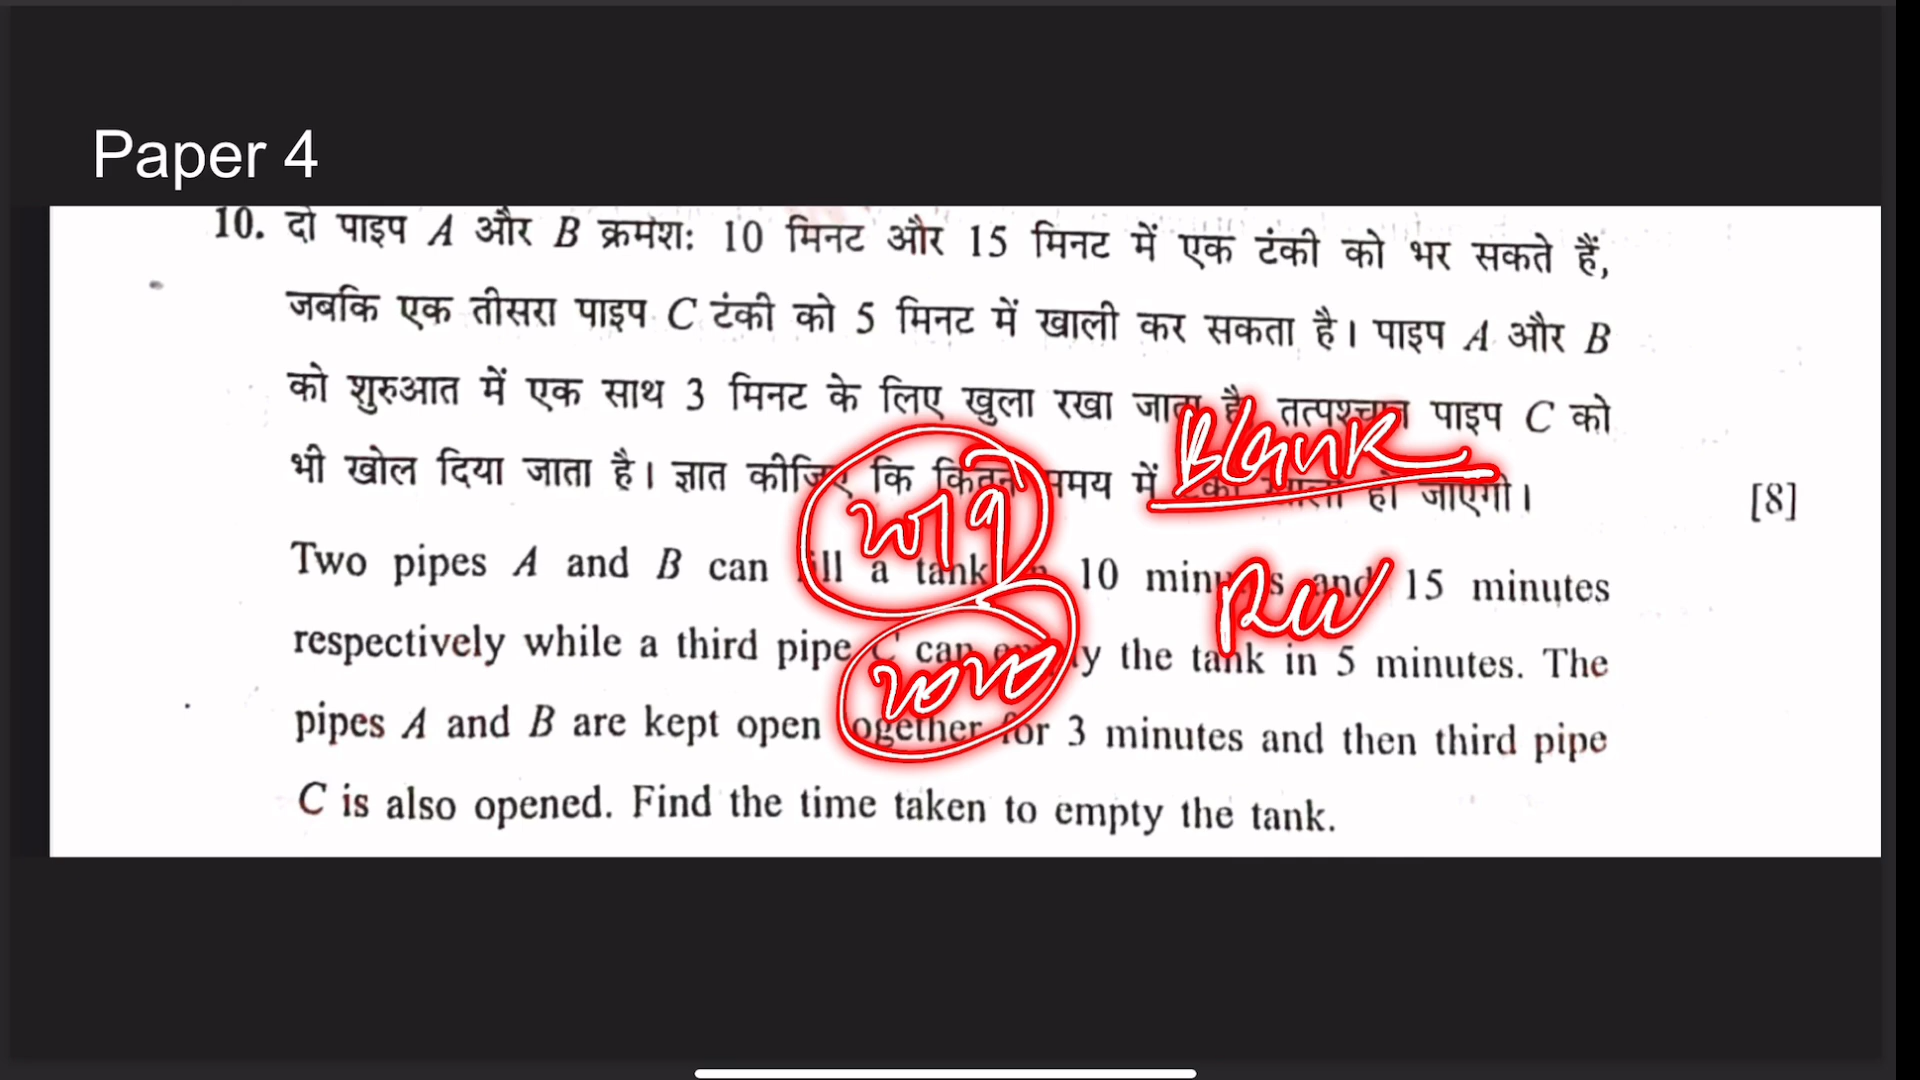 Paper 4
10. दो पाइप A और B क्रमशः 10 मिनट और 15 मिनट में एक टंकी को भर सकते हैं,
जबकि एक तीसरा पाइप C टंकी को 5 मिनट में खाली कर सकता है। पाइप A और B
को शुरुआत में एक साथ 3 मिनट के लिए खुला रखा जाता है, तत्पश्चात पाइप C को
भी खोल दिया जाता है। ज्ञात कीजिए कि कितने समय में टंकी खाली हो जाएगी।
[8]
Blank
2019
Two pipes A and B can fill a tank in 10 minutes and 15 minutes
respectively while a third pipe C can empty the tank in 5 minutes. The
2020
pipes A and B are kept open together for 3 minutes and then third pipe
C is also opened. Find the time taken to empty the tank.